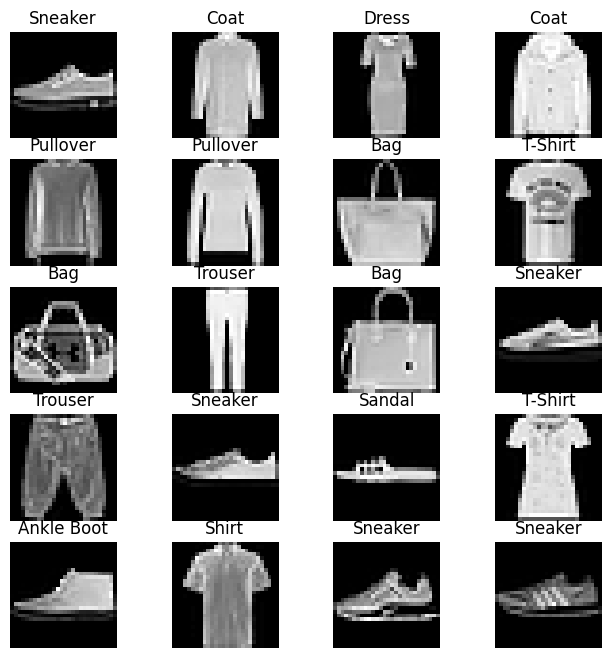 Sneaker Coat Dress Coat
Pullover Pullover Bag T-Shirt
Bag Trouser Bag Sneaker
Trouser Sneaker Sandal T-Shirt
Ankle Boot Shirt Sneaker Sneaker